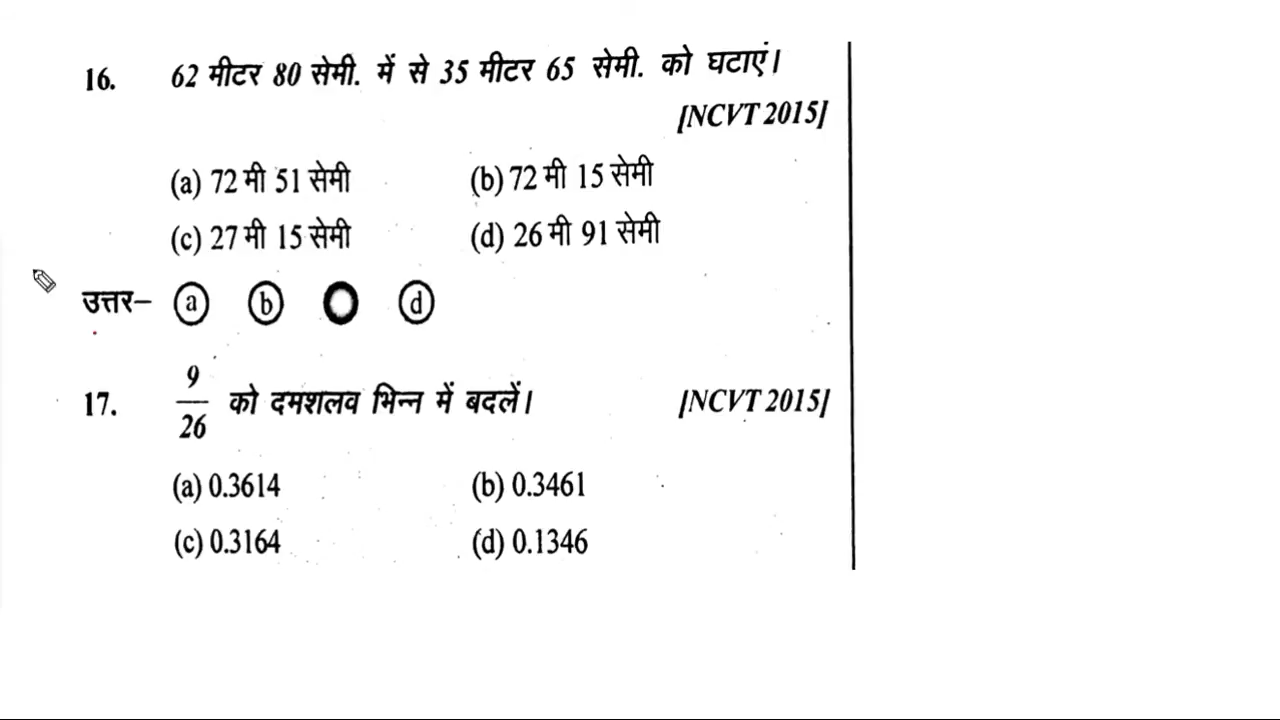 16. 62 मीटर 80 सेमी. में से 35 मीटर 65 सेमी. को घटाएं।
[NCVT 2015]
(a) 72 मी 51 सेमी (b) 72 मी 15 सेमी
(c) 27 मी 15 सेमी (d) 26 मी 91 सेमी
उत्तर– a b d
17. 9/26 को दमशलव भिन्न में बदलें। [NCVT 2015]
(a) 0.3614 (b) 0.3461
(c) 0.3164 (d) 0.1346